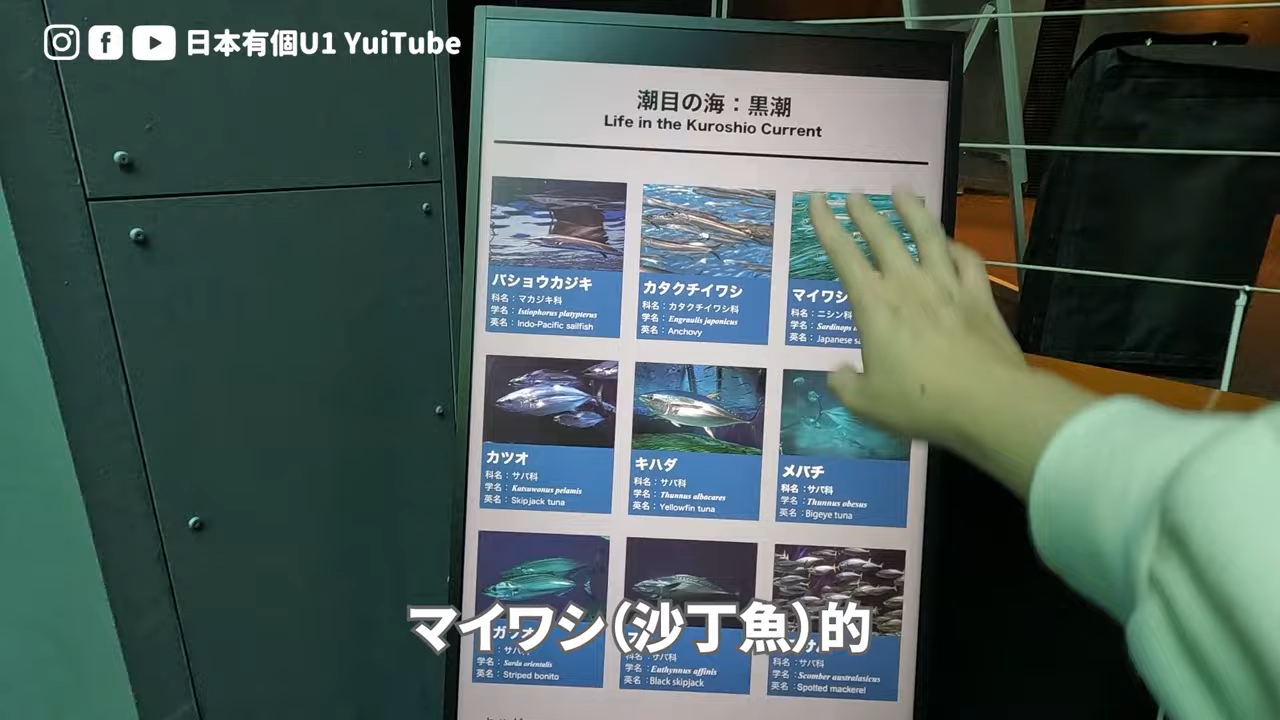 日本有個U1 YuiTube
潮目の海：黒潮
Life in the Kuroshio Current
バショウカジキ
科名：マカジキ科
学名：Istiophorus platypterus
英名：Indo-Pacific sailfish
カタクチイワシ
科名：カタクチイワシ科
学名：Engraulis japonicus
英名：Anchovy
マイワシ
科名：ニシン科
学名：Sardinops
英名：Japanese
カツオ
科名：サバ科
学名：Katsuwonus pelamis
英名：Skipjack tuna
キハダ
科名：サバ科
学名：Thunnus albacares
英名：Yellowfin tuna
メバチ
科名：サバ科
学名：Thunnus obesus
英名：Bigeye tuna
科名：サバ科
学名：Sarda orientalis
英名：Striped bonito
科名：サバ科
学名：Euthynnus affinis
英名：Black skipjack
科名：サバ科
学名：Scomber australasicus
英名：Spotted mackerel
マイワシ(沙丁魚)的